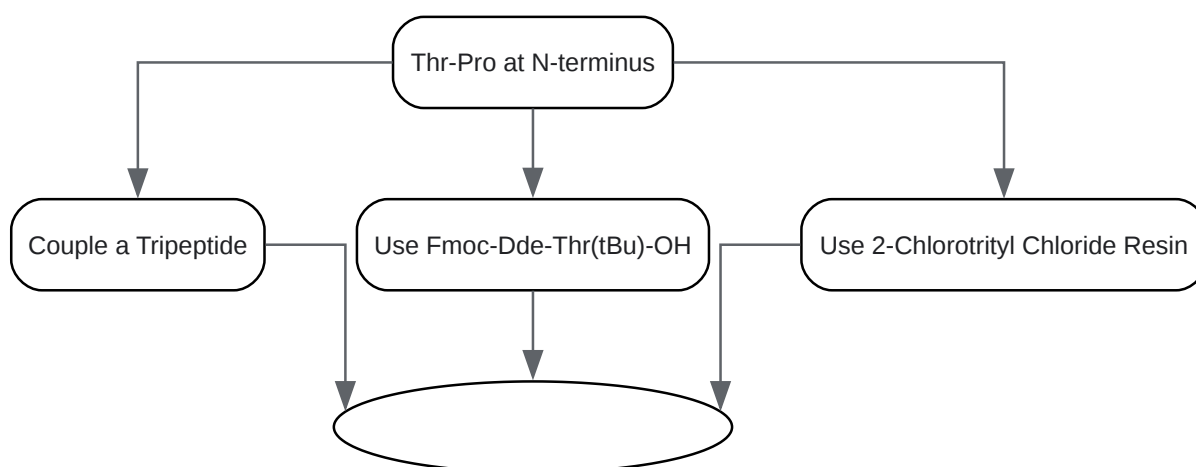 Thr-Pro at N-terminus
Couple a Tripeptide
Use Fmoc-Dde-Thr(tBu)-OH
Use 2-Chlorotrityl Chloride Resin